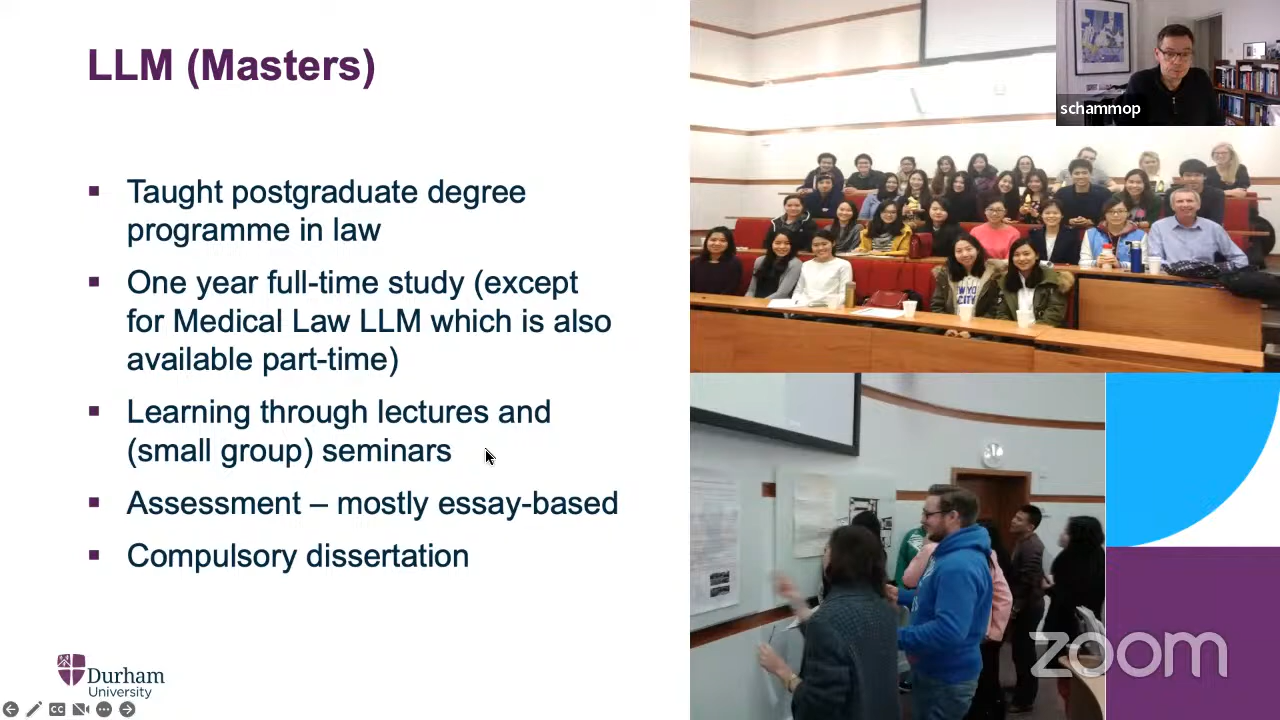 LLM (Masters)
schammop
▪ Taught postgraduate degree
programme in law
▪ One year full-time study (except
for Medical Law LLM which is also
available part-time)
▪ Learning through lectures and
(small group) seminars
▪ Assessment – mostly essay-based
▪ Compulsory dissertation
Durham
University
zoom